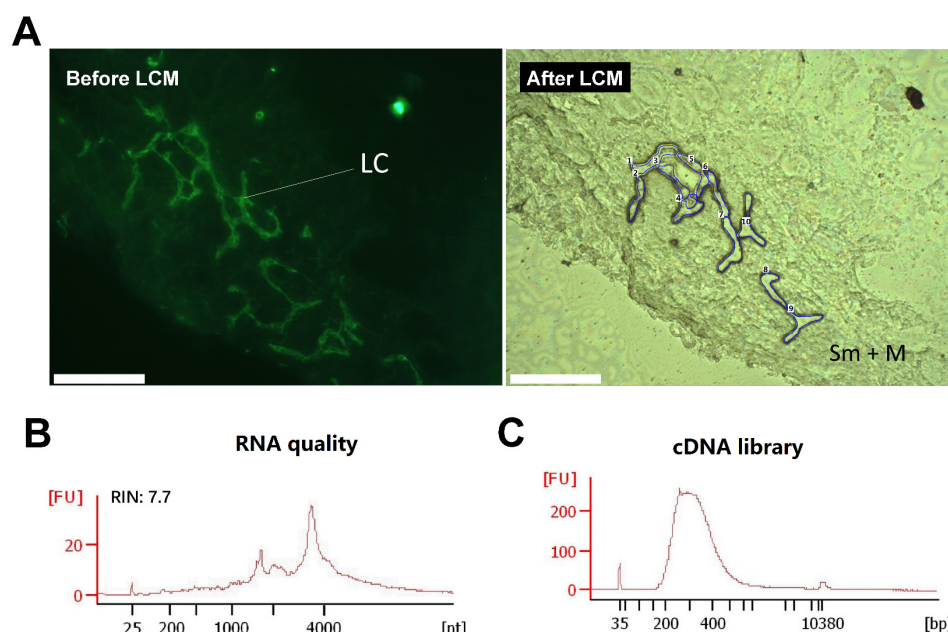 A
Before LCM
LC
After LCM
1
2
3
5
6
4
7
10
8
9
Sm + M
B
RNA quality
[FU]
RIN: 7.7
20
0
25 200 1000 4000 [nt]
C
cDNA library
[FU]
200
100
0
35 200 400 10380 [bp